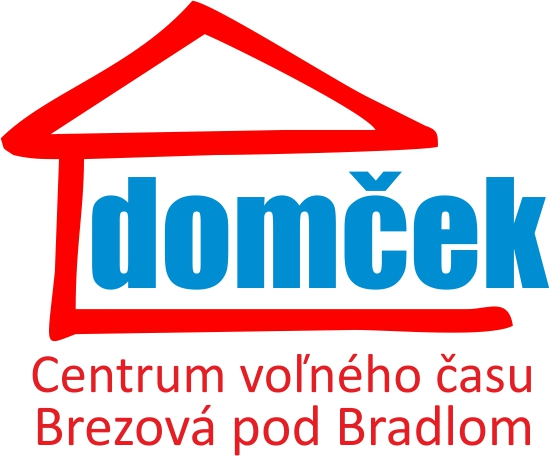 domček
Centrum voľného času
Brezová pod Bradlom